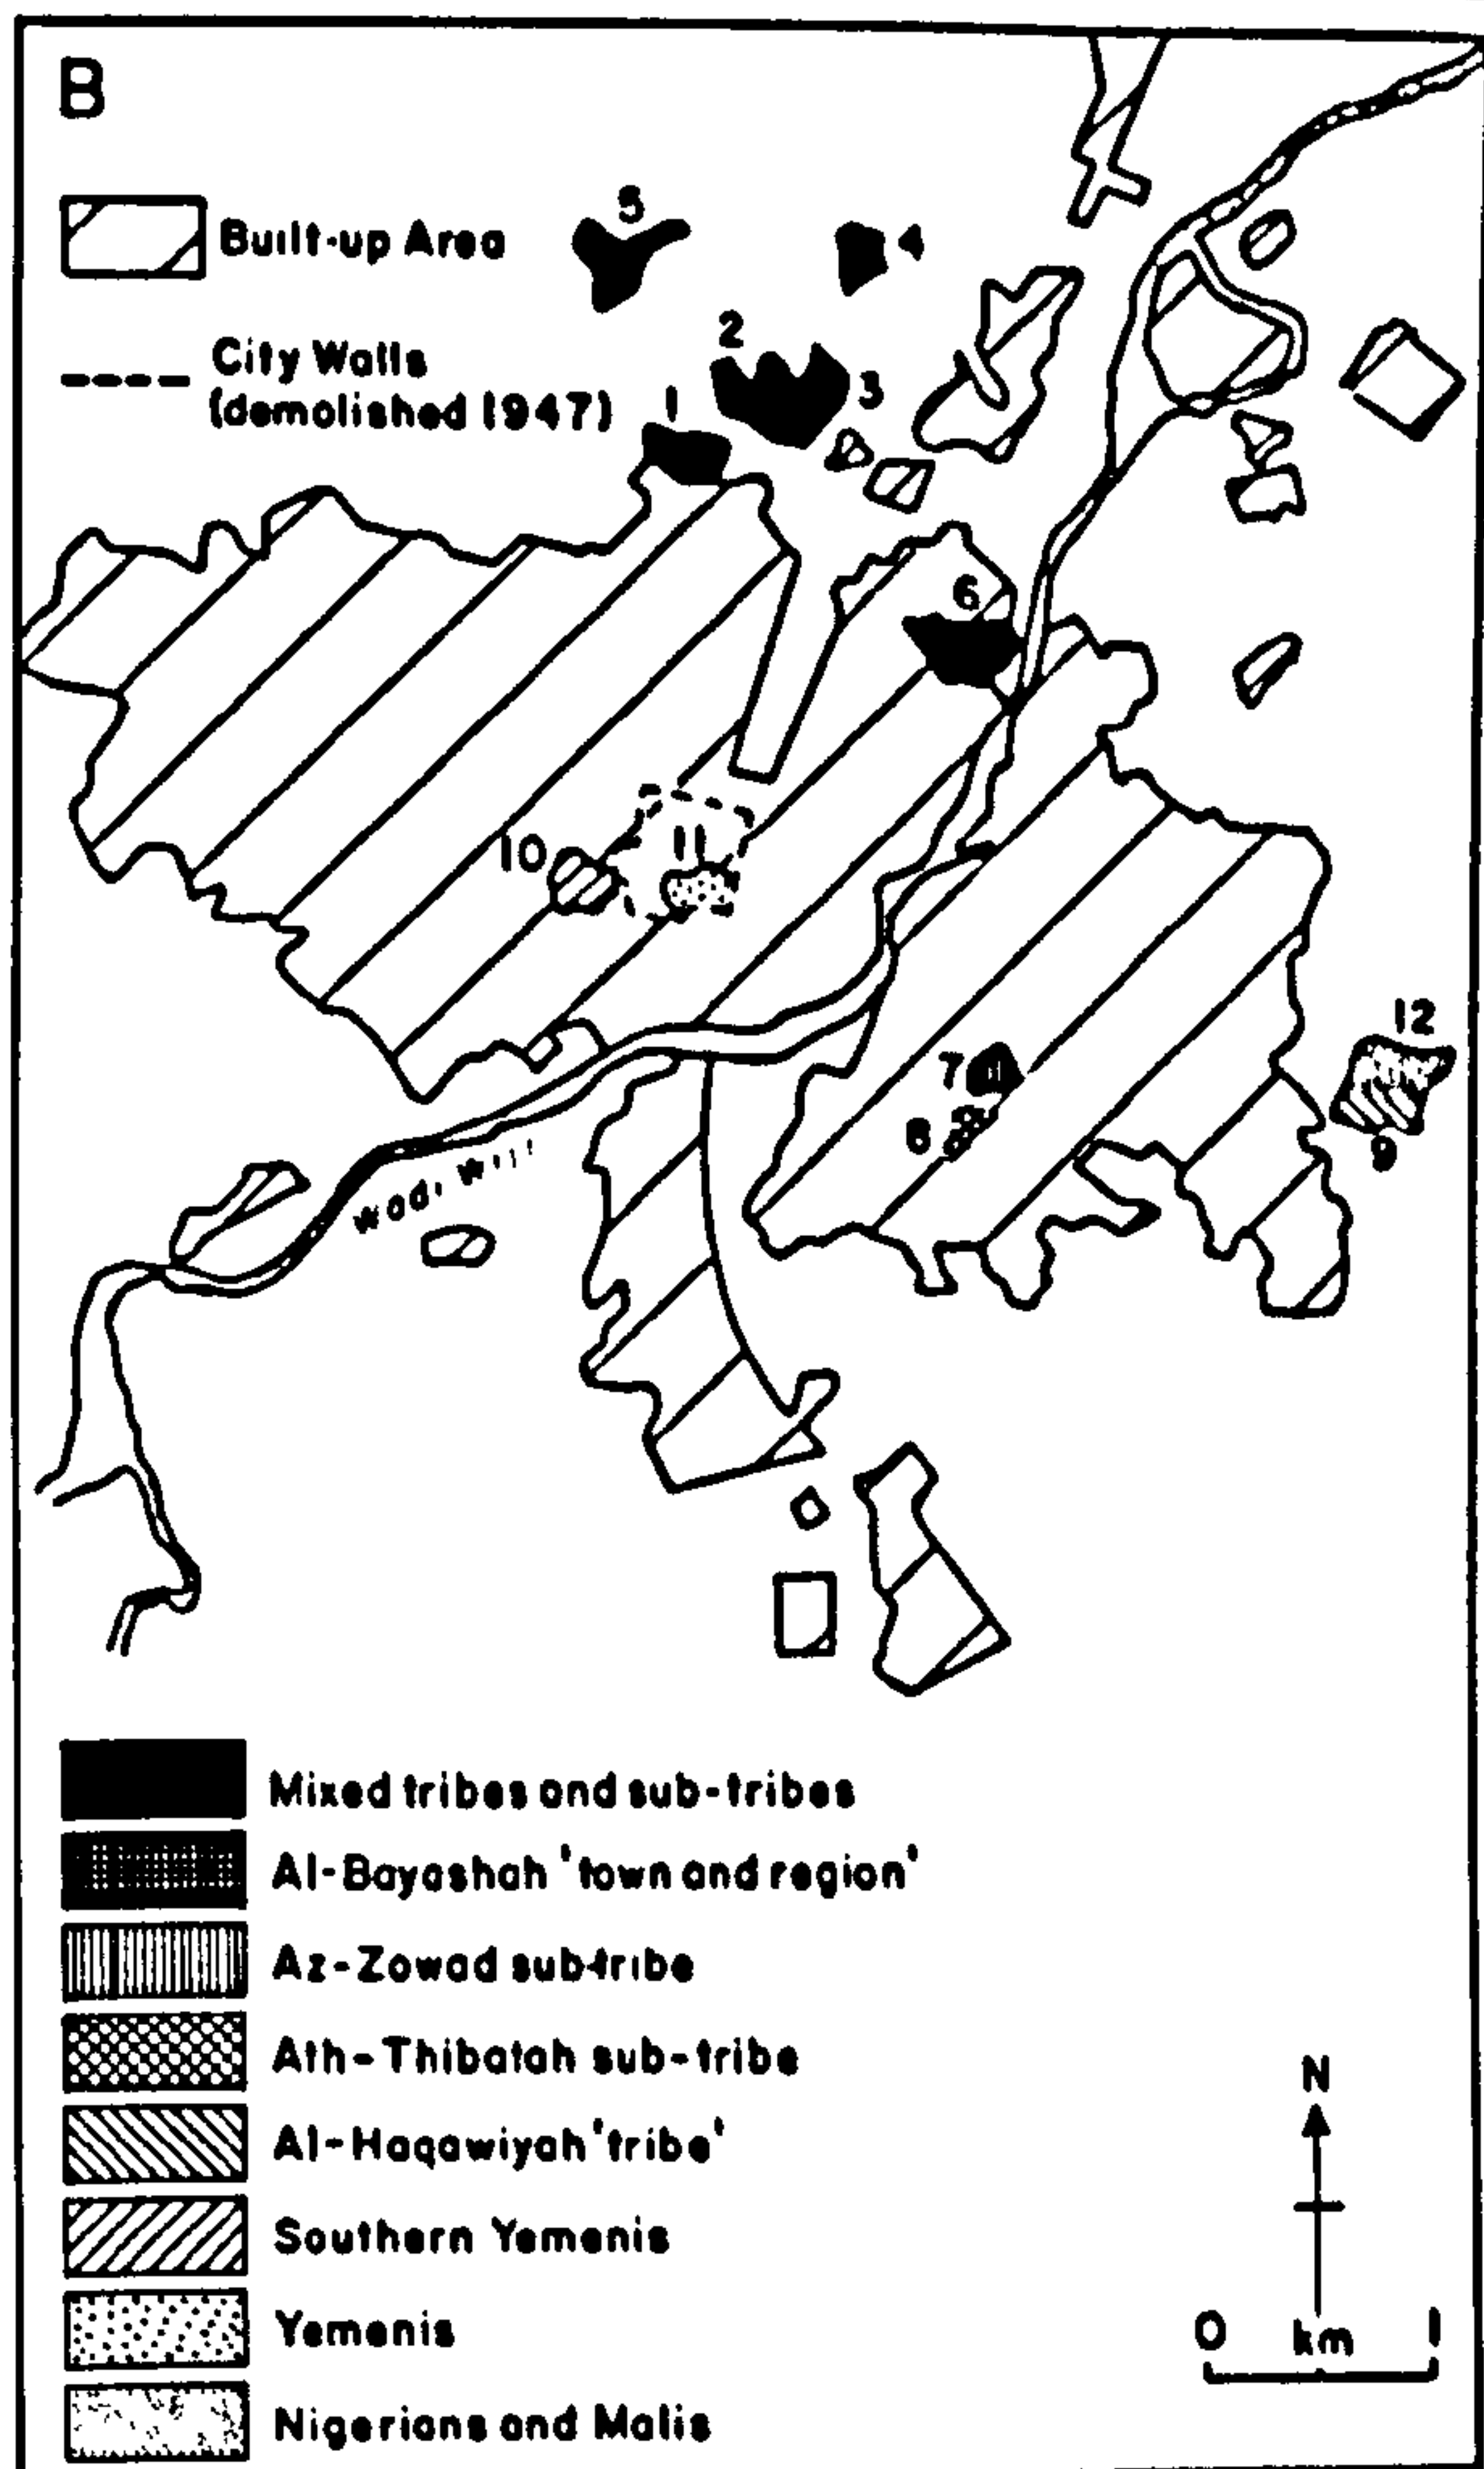 B
Built-up Area
City Walls
(demolished 1947)
5
4
2
3
1
6
10
11
12
7
8
9
Wadi Wijj
Mixed tribes and sub-tribes
Al-Bayashah 'town and region'
Az-Zowad sub-tribe
Ath-Thibatah sub-tribe
Al-Haqawiyah 'tribe'
Southern Yemenis
Yemenis
Nigerians and Malis
N
0 km 1